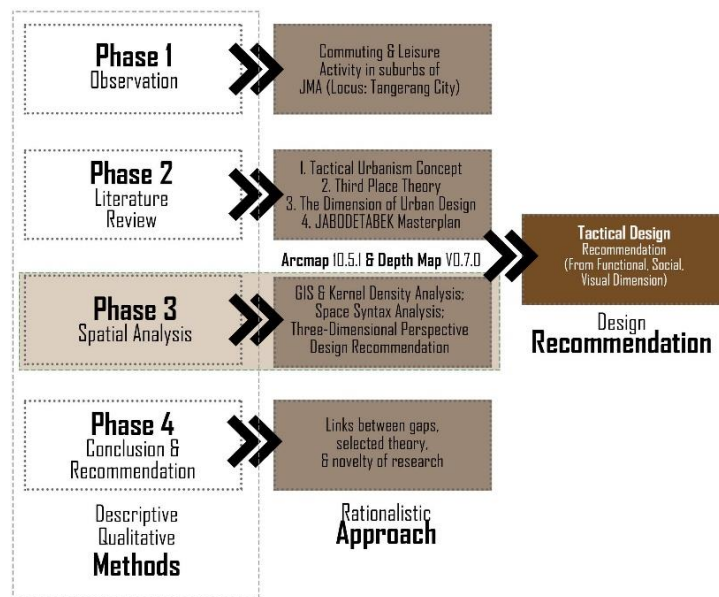 Phase 1
Observation
Commuting & Leisure
Activity in suburbs of
JMA (Locus: Tangerang City)
Phase 2
Literature
Review
1. Tactical Urbanism Concept
2. Third Place Theory
3. The Dimension of Urban Design
4. JABODETABEK Masterplan
Arcmap 10.5.1 & Depth Map V0.7.0
Tactical Design
Recommendation
(From Functional, Social,
Visual Dimension)
Phase 3
Spatial Analysis
GIS & Kernel Density Analysis;
Space Syntax Analysis;
Three-Dimensional Perspective
Design Recommendation
Design
Recommendation
Phase 4
Conclusion &
Recommendation
Links between gaps,
selected theory,
& novelty of research
Descriptive
Qualitative
Methods
Rationalistic
Approach